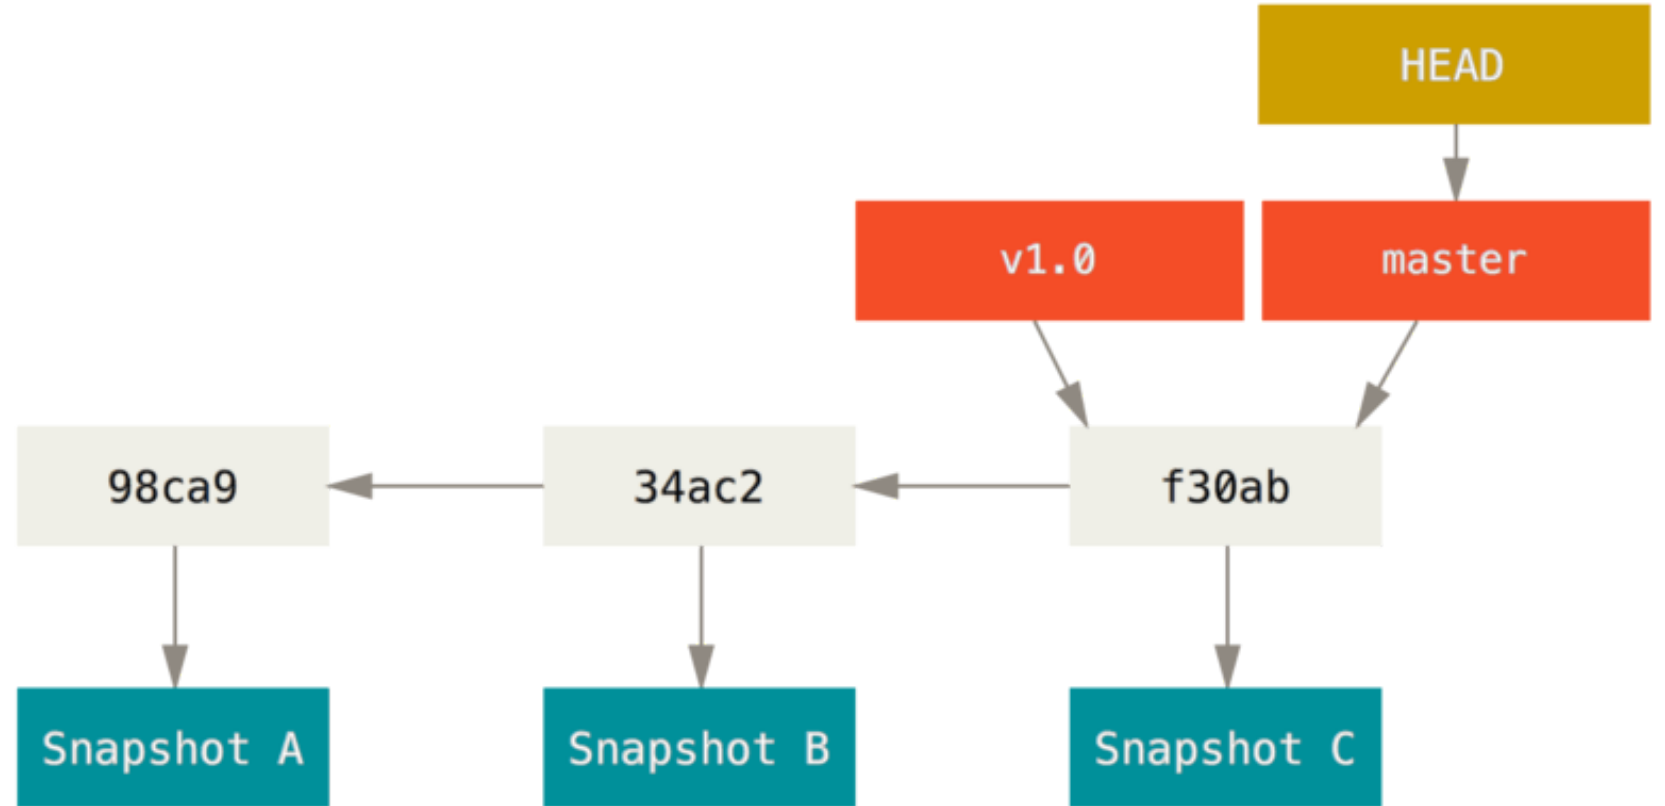 HEAD
v1.0
master
98ca9
34ac2
f30ab
Snapshot A
Snapshot B
Snapshot C